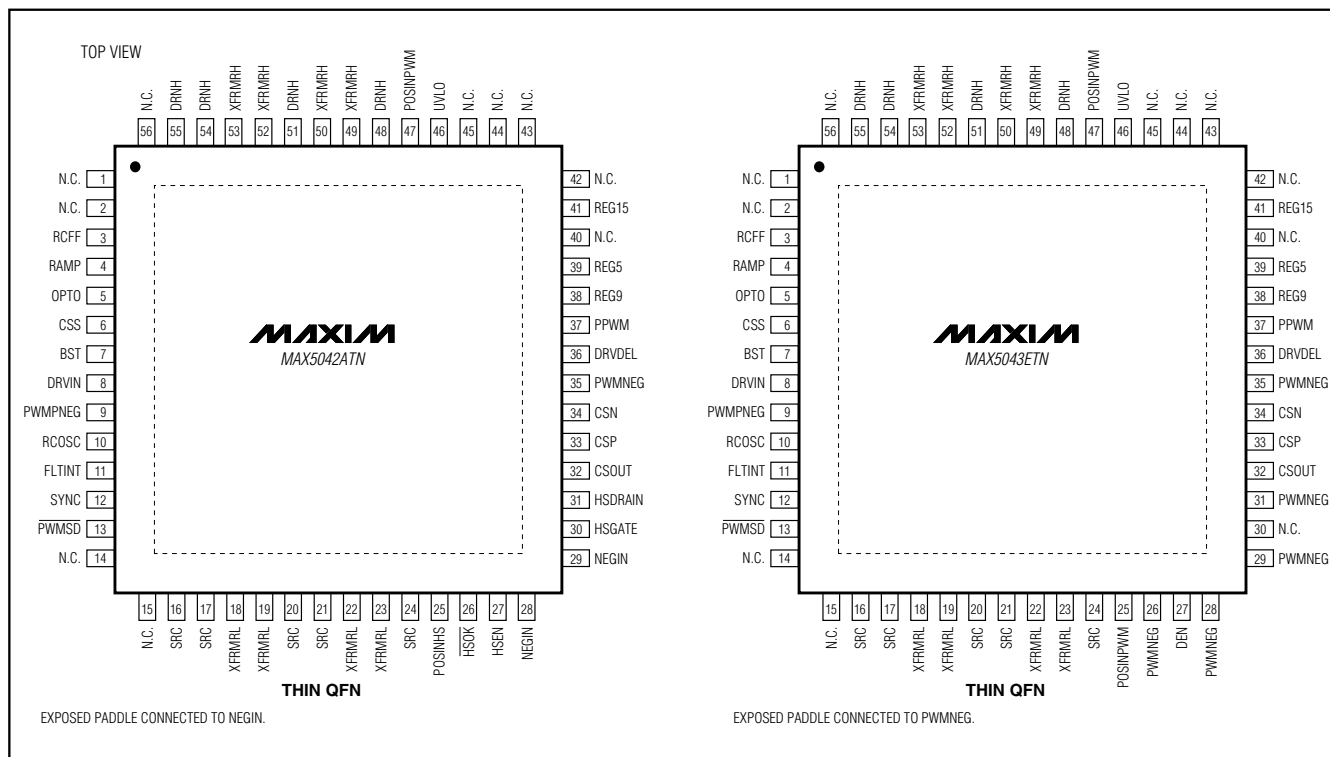 TOP VIEW
N.C. DRNH DRNH XFRMRH XFRMRH DRNH XFRMRH XFRMRH DRNH POSINPWM UVLO N.C. N.C. N.C.
56 55 54 53 52 51 50 49 48 47 46 45 44 43
N.C. 1
N.C. 2
RCFF 3
RAMP 4
OPTO 5
CSS 6
BST 7
DRVIN 8
PWMPNEG 9
RCOSC 10
FLTINT 11
SYNC 12
PWMSD 13
N.C. 14
MAXIM
MAX5042ATN
42 N.C.
41 REG15
40 N.C.
39 REG5
38 REG9
37 PPWM
36 DRVDEL
35 PWMNEG
34 CSN
33 CSP
32 CSOUT
31 HSDRAIN
30 HSGATE
29 NEGIN
15 16 17 18 19 20 21 22 23 24 25 26 27 28
N.C. SRC SRC XFRMRL XFRMRL SRC SRC XFRMRL XFRMRL SRC POSINHS HSOK HSEN NEGIN
THIN QFN
EXPOSED PADDLE CONNECTED TO NEGIN.
N.C. DRNH DRNH XFRMRH XFRMRH DRNH XFRMRH XFRMRH DRNH POSINPWM UVLO N.C. N.C. N.C.
56 55 54 53 52 51 50 49 48 47 46 45 44 43
N.C. 1
N.C. 2
RCFF 3
RAMP 4
OPTO 5
CSS 6
BST 7
DRVIN 8
PWMPNEG 9
RCOSC 10
FLTINT 11
SYNC 12
PWMSD 13
N.C. 14
MAXIM
MAX5043ETN
42 N.C.
41 REG15
40 N.C.
39 REG5
38 REG9
37 PPWM
36 DRVDEL
35 PWMNEG
34 CSN
33 CSP
32 CSOUT
31 PWMNEG
30 N.C.
29 PWMNEG
15 16 17 18 19 20 21 22 23 24 25 26 27 28
N.C. SRC SRC XFRMRL XFRMRL SRC SRC XFRMRL XFRMRL SRC POSINPWM PWMNEG DEN PWMNEG
THIN QFN
EXPOSED PADDLE CONNECTED TO PWMNEG.